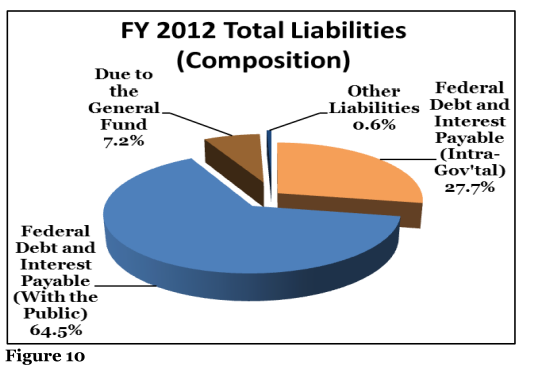 FY 2012 Total Liabilities
(Composition)
Due to
the
General
Fund
7.2%
Other
Liabilities
0.6%
Federal
Debt and
Interest
Payable
(Intra-
Gov'tal)
27.7%
Federal
Debt and
Interest
Payable
(With the
Public)
64.5%
Figure 10